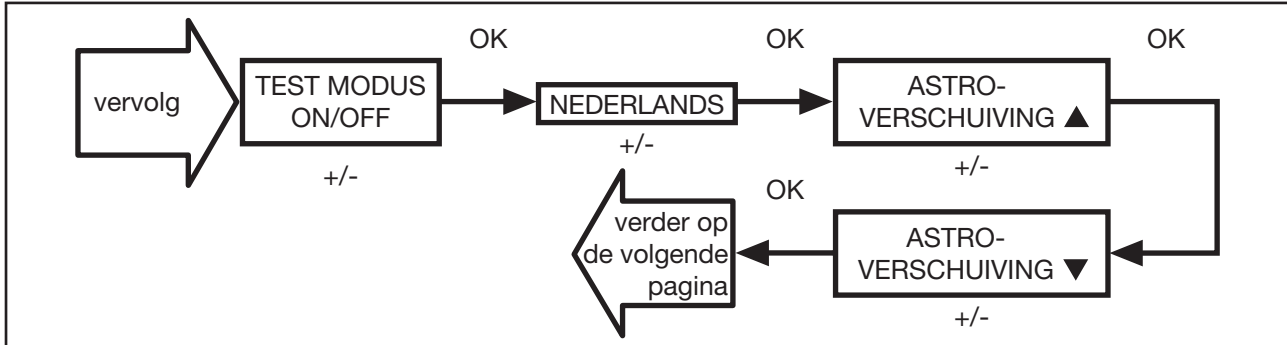 vervolg
TEST MODUS
ON/OFF
+/-
OK
NEDERLANDS
+/-
OK
ASTRO-
VERSCHUIVING ▲
+/-
OK
ASTRO-
VERSCHUIVING ▼
+/-
OK
verder op
de volgende
pagina